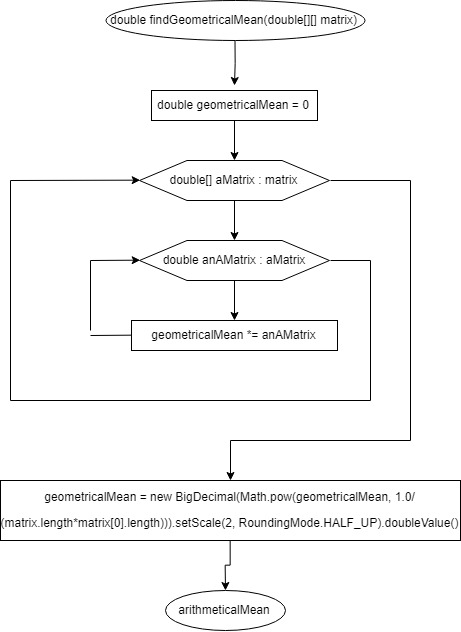 double findGeometricalMean(double[][] matrix)
double geometricalMean = 0
double[] aMatrix : matrix
double anAMatrix : aMatrix
geometricalMean *= anAMatrix
geometricalMean = new BigDecimal(Math.pow(geometricalMean, 1.0/
(matrix.length*matrix[0].length))).setScale(2, RoundingMode.HALF_UP).doubleValue()
arithmeticalMean